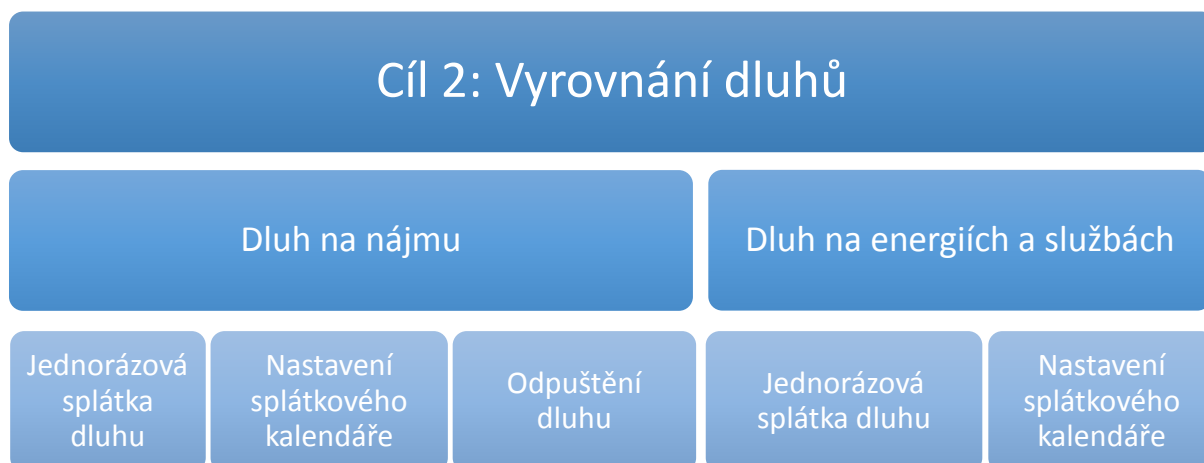 Cíl 2: Vyrovnání dluhů
Dluh na nájmu
Dluh na energiích a službách
Jednorázová
splátka
dluhu
Nastavení
splátkového
kalendáře
Odpuštění
dluhu
Jednorázová
splátka dluhu
Nastavení
splátkového
kalendáře